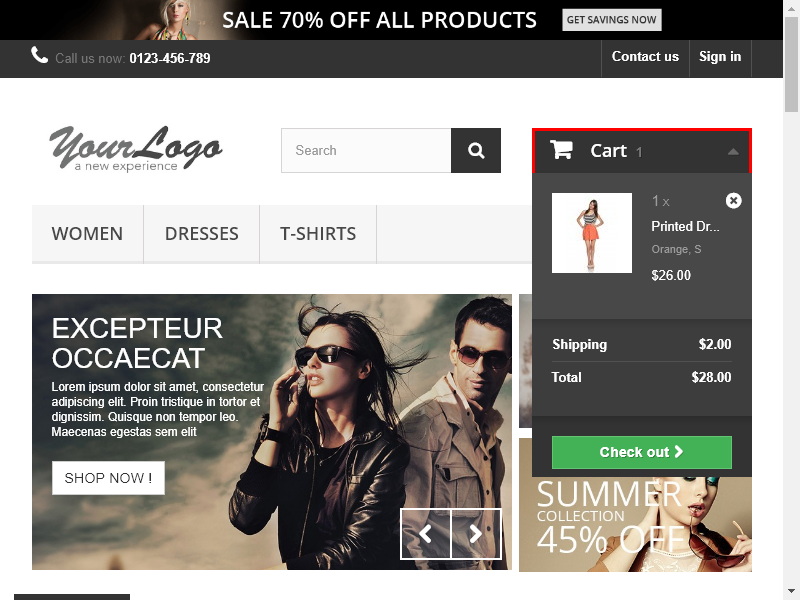 SALE 70% OFF ALL PRODUCTS GET SAVINGS NOW
Call us now: 0123-456-789 Contact us Sign in
YourLogo
a new experience
Search
Cart 1
1 x
Printed Dr...
Orange, S
$26.00
WOMEN DRESSES T-SHIRTS
EXCEPTEUR
OCCAECAT
Lorem ipsum dolor sit amet, consectetur
adipiscing elit. Proin tristique in tortor et
dignissim. Quisque non tempor leo.
Maecenas egestas sem elit
SHOP NOW !
Shipping $2.00
Total $28.00
Check out
SUMMER
COLLECTION
45% OFF